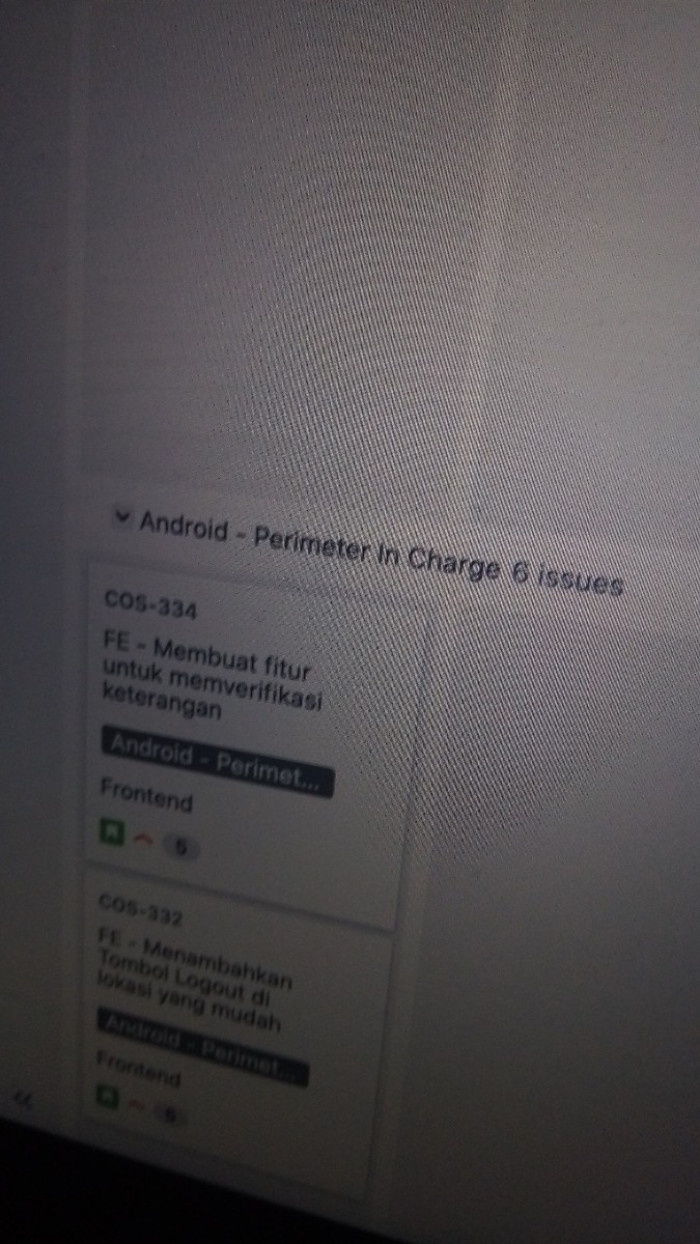 Android - Perimeter In Charge 6 issues
COS-334
FE - Membuat fitur
untuk memverifikasi
keterangan
Android - Perimet...
Frontend
5
COS-332
FE - Menambahkan
Tombol Logout di
lokasi yang mudah
Android - Perimet...
Frontend